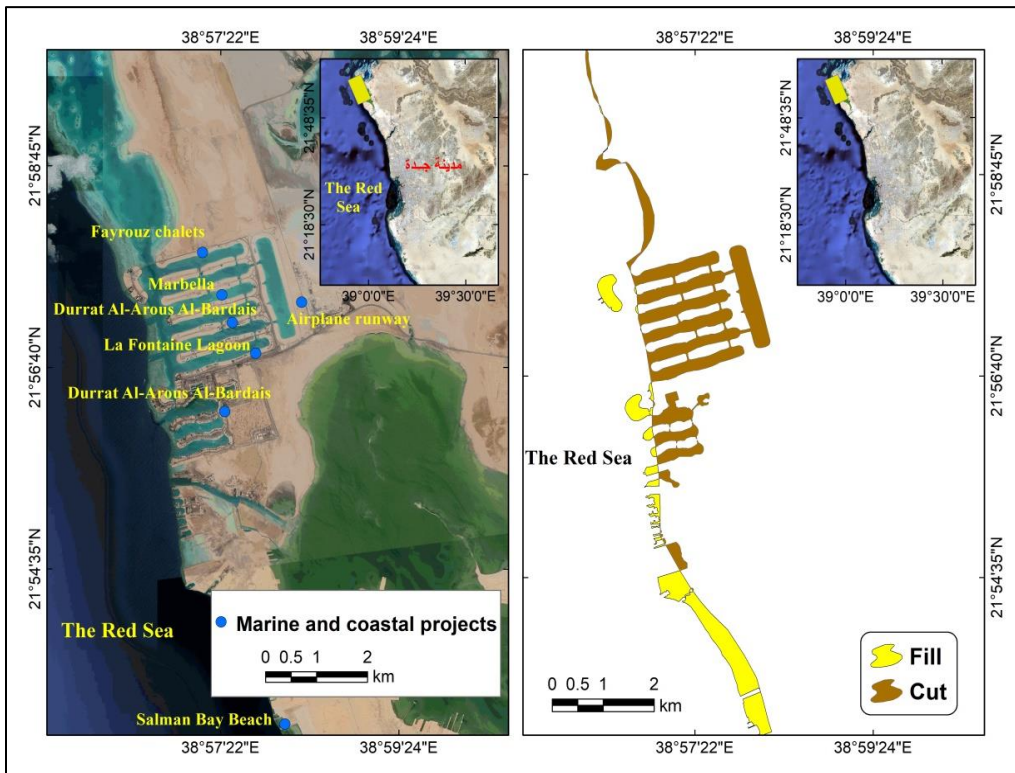 38°57'22"E
38°59'24"E
21°58'45"N
21°56'40"N
21°54'35"N
21°48'35"N
21°18'30"N
مدينة جدة
The Red
Sea
39°0'0"E
39°30'0"E
Fayrouz chalets
Marbella
Durrat Al-Arous Al-Bardais
Airplane runway
La Fontaine Lagoon
Durrat Al-Arous Al-Bardais
The Red Sea
Marine and coastal projects
0 0.5 1 2
km
Salman Bay Beach
38°57'22"E
38°59'24"E
38°57'22"E
38°59'24"E
21°48'35"N
21°18'30"N
39°0'0"E
39°30'0"E
21°58'45"N
21°56'40"N
21°54'35"N
The Red Sea
Fill
Cut
0 0.5 1 2
km
38°57'22"E
38°59'24"E